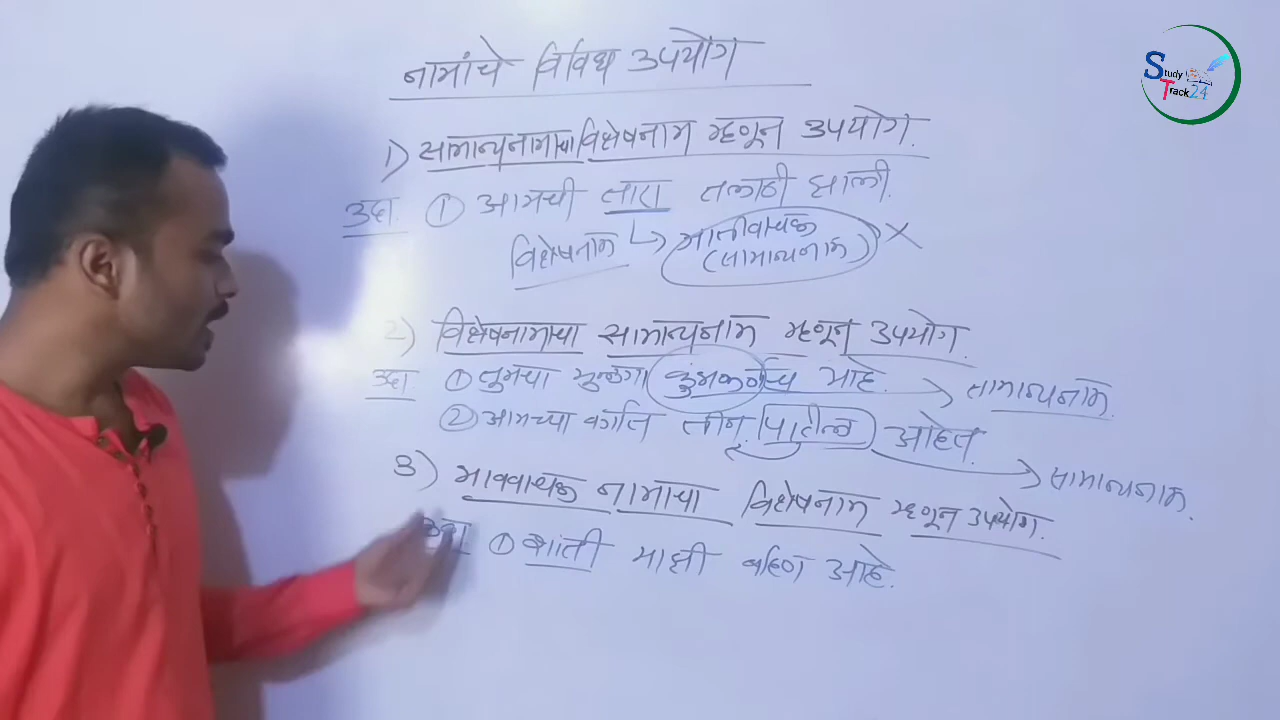 नामांचे विविध उपयोग
Study Track24
1) सामान्यनामाचा विशेषनाम म्हणून उपयोग.
उदा. ① आमची तारा तलाठी झाली.
विशेषनाम जातीवाचक
(सामान्यनाम) X
2) विशेषनामाचा सामान्यनाम म्हणून उपयोग.
उदा. ① तुमचा मुलगा कुंभकर्णच आहे. सामान्यनाम.
② आमच्या वर्गात तीन पाटील आहेत. सामान्यनाम.
3) भाववाचक नामाचा विशेषनाम म्हणून उपयोग.
उदा ① शांती माझी बहिण आहे.